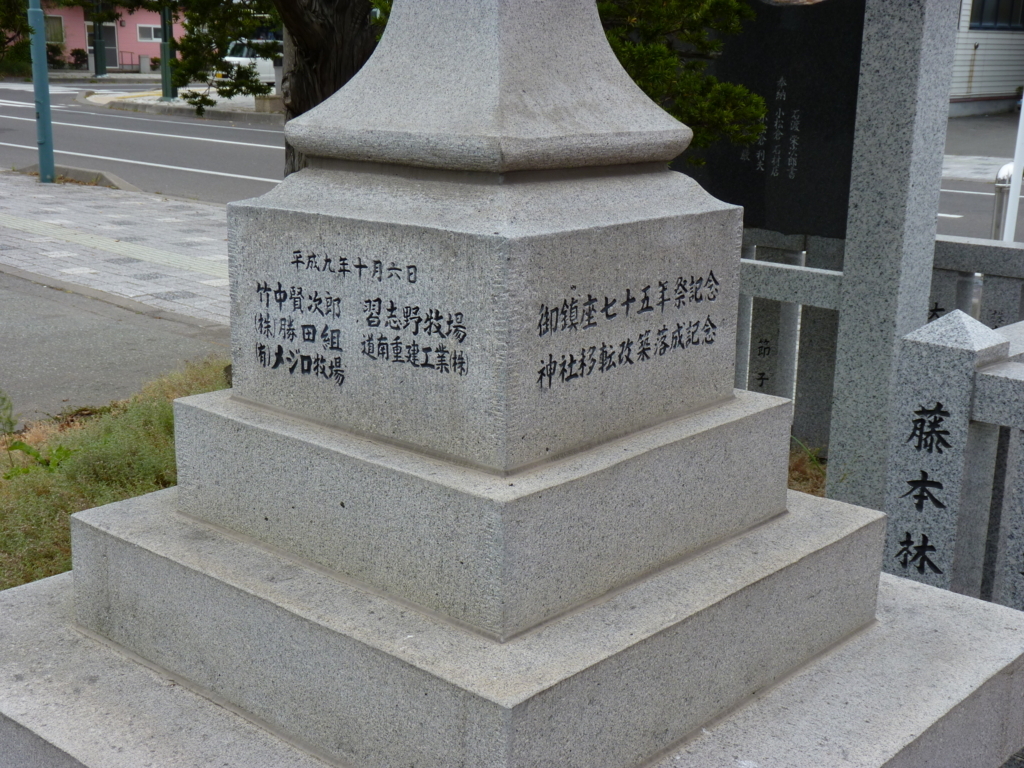 平成九年十月六日
竹中賢次郎 習志野牧場
(株)勝田組 道南重建工業(株)
(有)メジロ牧場
御鎮座七十五年祭記念
神社移転改築落成記念
節子
藤本林